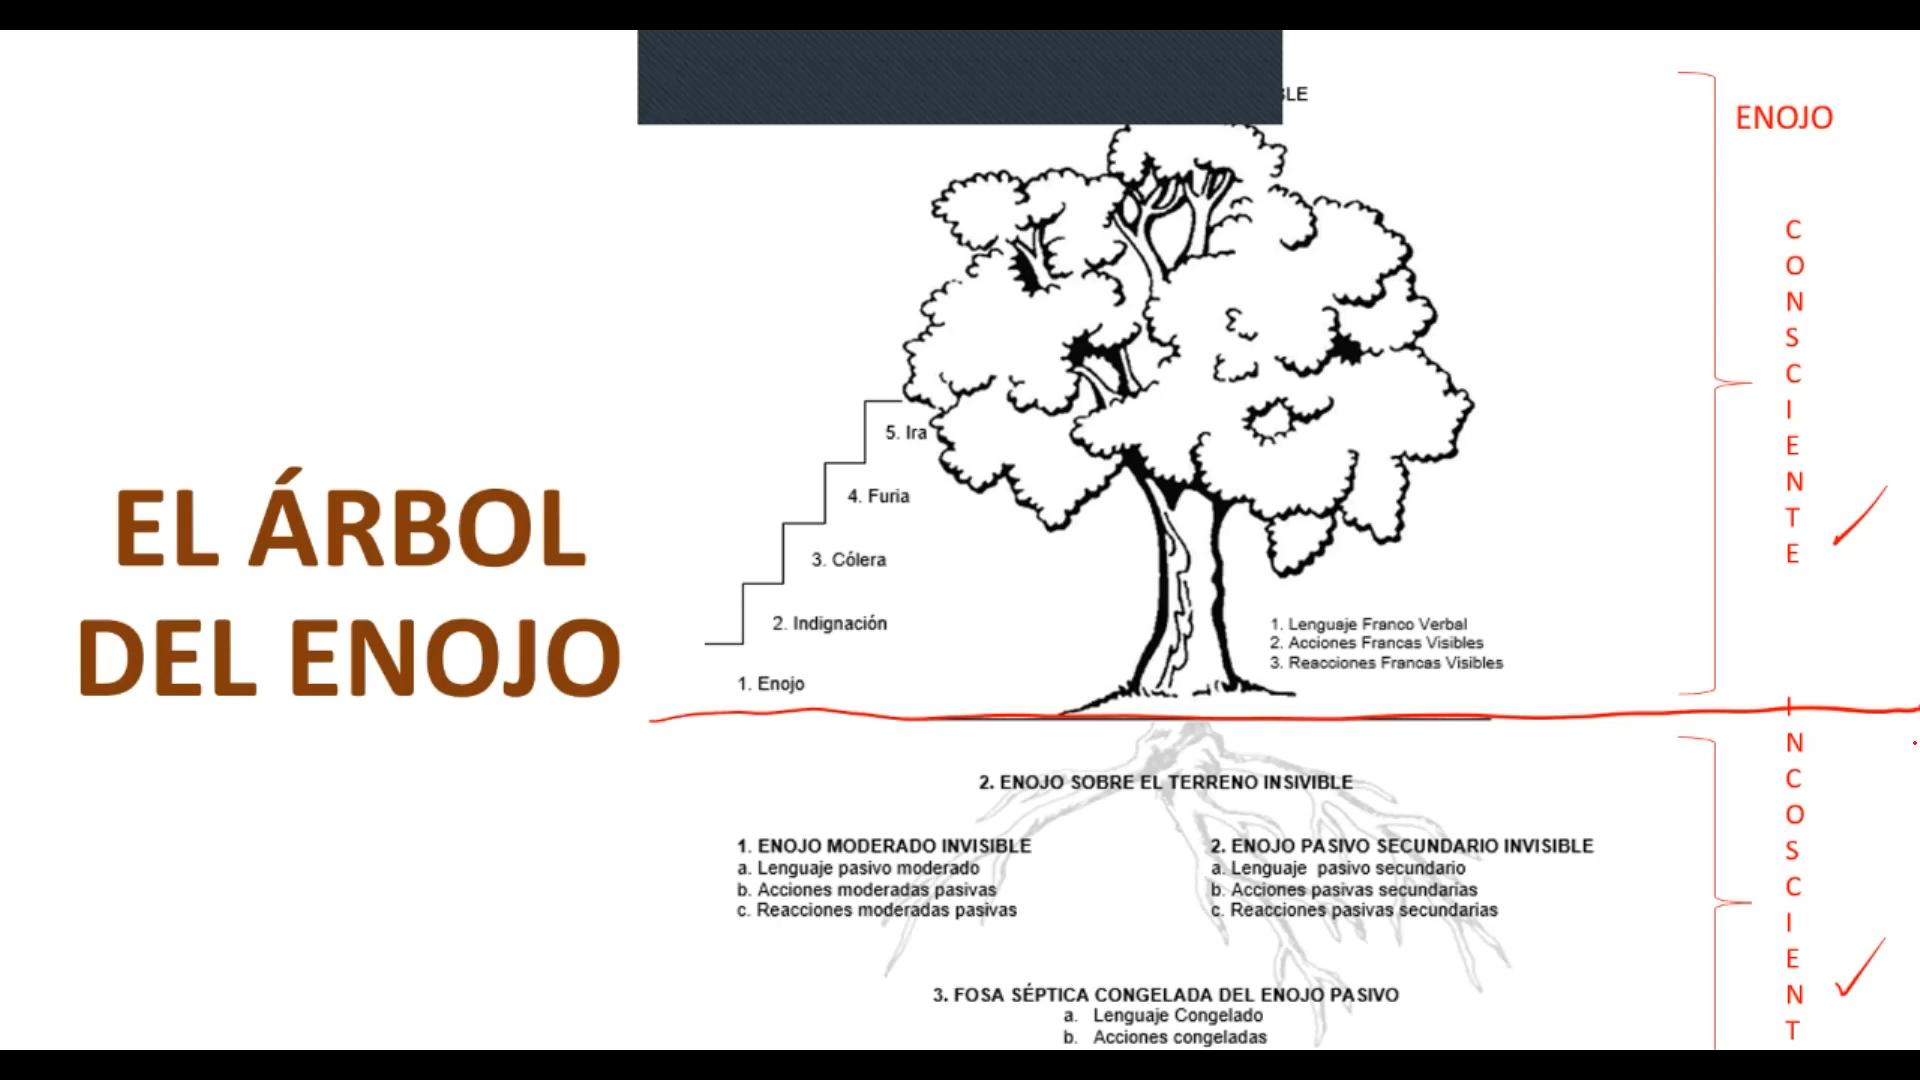 ENOJO
CONSCIENTE
EL ÁRBOL
DEL ENOJO
5. Ira
4. Furia
3. Cólera
2. Indignación
1. Enojo
1. Lenguaje Franco Verbal
2. Acciones Francas Visibles
3. Reacciones Francas Visibles
INCOSCIENT
2. ENOJO SOBRE EL TERRENO INSIVIBLE
1. ENOJO MODERADO INVISIBLE
a. Lenguaje pasivo moderado
b. Acciones moderadas pasivas
c. Reacciones moderadas pasivas
2. ENOJO PASIVO SECUNDARIO INVISIBLE
a. Lenguaje pasivo secundario
b. Acciones pasivas secundarias
c. Reacciones pasivas secundarias
3. FOSA SÉPTICA CONGELADA DEL ENOJO PASIVO
a. Lenguaje Congelado
b. Acciones congeladas